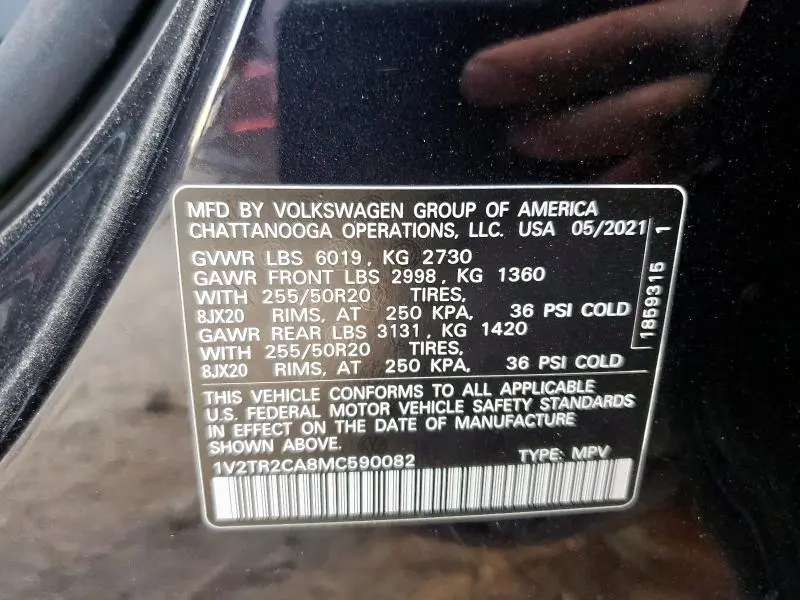 MFD BY VOLKSWAGEN GROUP OF AMERICA
CHATTANOOGA OPERATIONS, LLC. USA 05/2021
GVWR LBS 6019, KG 2730
GAWR FRONT LBS 2998, KG 1360
WITH 255/50R20 TIRES,
8JX20 RIMS, AT 250 KPA, 36 PSI COLD
GAWR REAR LBS 3131, KG 1420
WITH 255/50R20 TIRES,
8JX20 RIMS, AT 250 KPA, 36 PSI COLD
THIS VEHICLE CONFORMS TO ALL APPLICABLE
U.S. FEDERAL MOTOR VEHICLE SAFETY STANDARDS
IN EFFECT ON THE DATE OF MANUFACTURE
SHOWN ABOVE.
1V2TR2CA8MC590082 TYPE: MPV
1859315 1